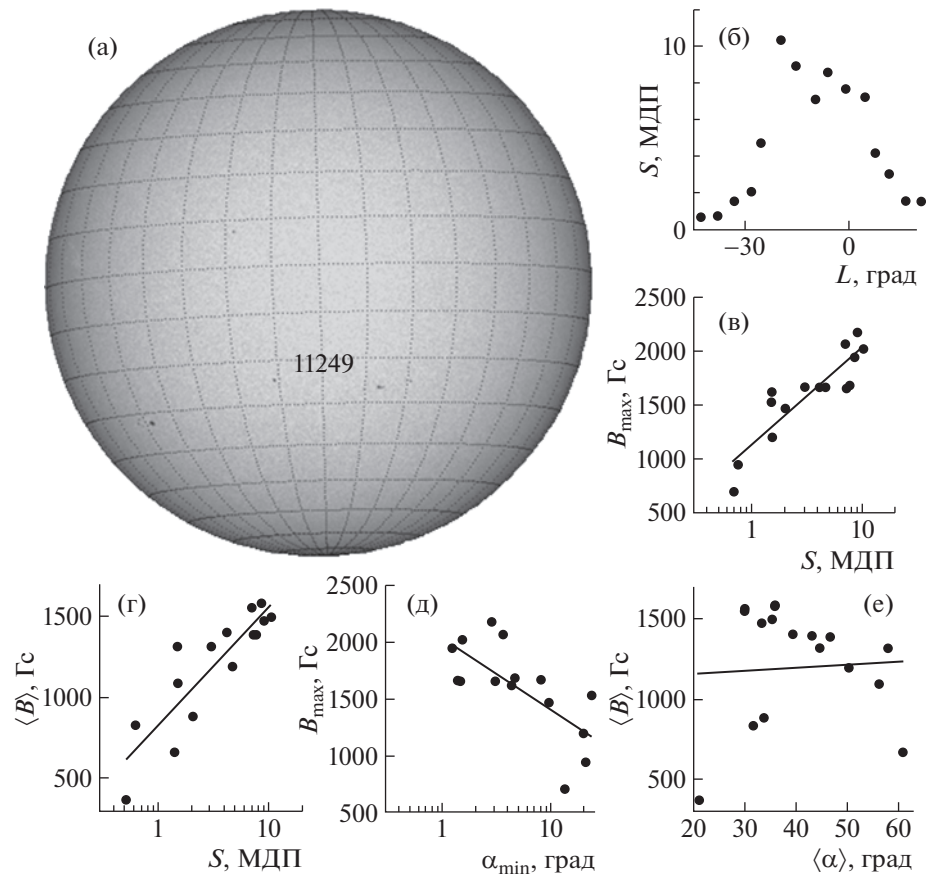 (а)
11249
(б)
S, МДП
10
0
−30
0
L, град
(в)
B_max, Гс
2500
2000
1500
1000
500
1
10
S, МДП
(г)
⟨B⟩, Гс
1500
1000
500
1
10
S, МДП
(д)
B_max, Гс
2500
2000
1500
1000
500
1
10
α_min, град
(е)
⟨B⟩, Гс
1500
1000
500
20
30
40
50
60
⟨α⟩, град